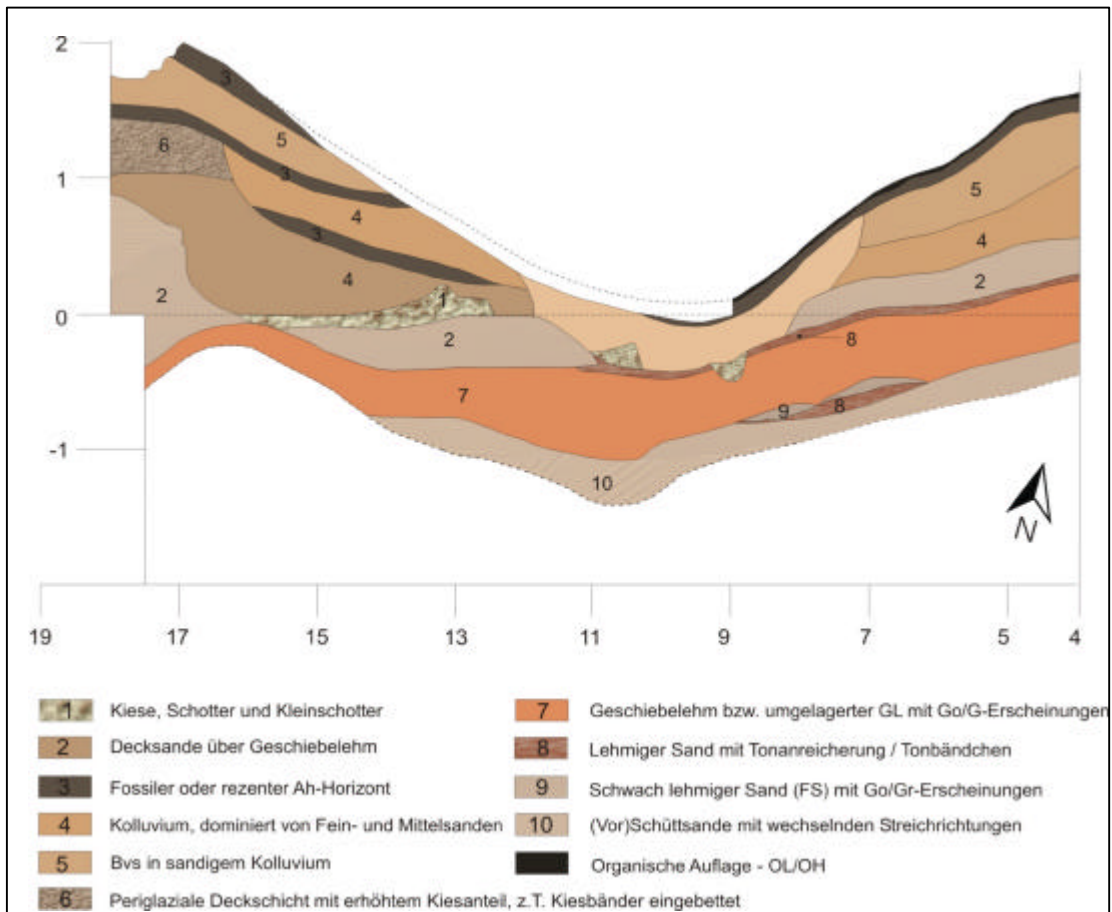 2
3
5
6
3
1
4
5
3
4
4
2
1
2
0
2
8
7
9
8
-1
10
N
19 17 15 13 11 9 7 5 4
1 Kiese, Schotter und Kleinschotter
2 Decksande über Geschiebelehm
3 Fossiler oder rezenter Ah-Horizont
4 Kolluvium, dominiert von Fein- und Mittelsanden
5 Bvs in sandigem Kolluvium
6 Periglaziale Deckschicht mit erhöhtem Kiesanteil, z.T. Kiesbänder eingebettet
7 Geschiebelehm bzw. umgelagerter GL mit Go/G-Erscheinungen
8 Lehmiger Sand mit Tonanreicherung / Tonbändchen
9 Schwach lehmiger Sand (FS) mit Go/Gr-Erscheinungen
10 (Vor)Schüttsande mit wechselnden Streichrichtungen
Organische Auflage - OL/OH